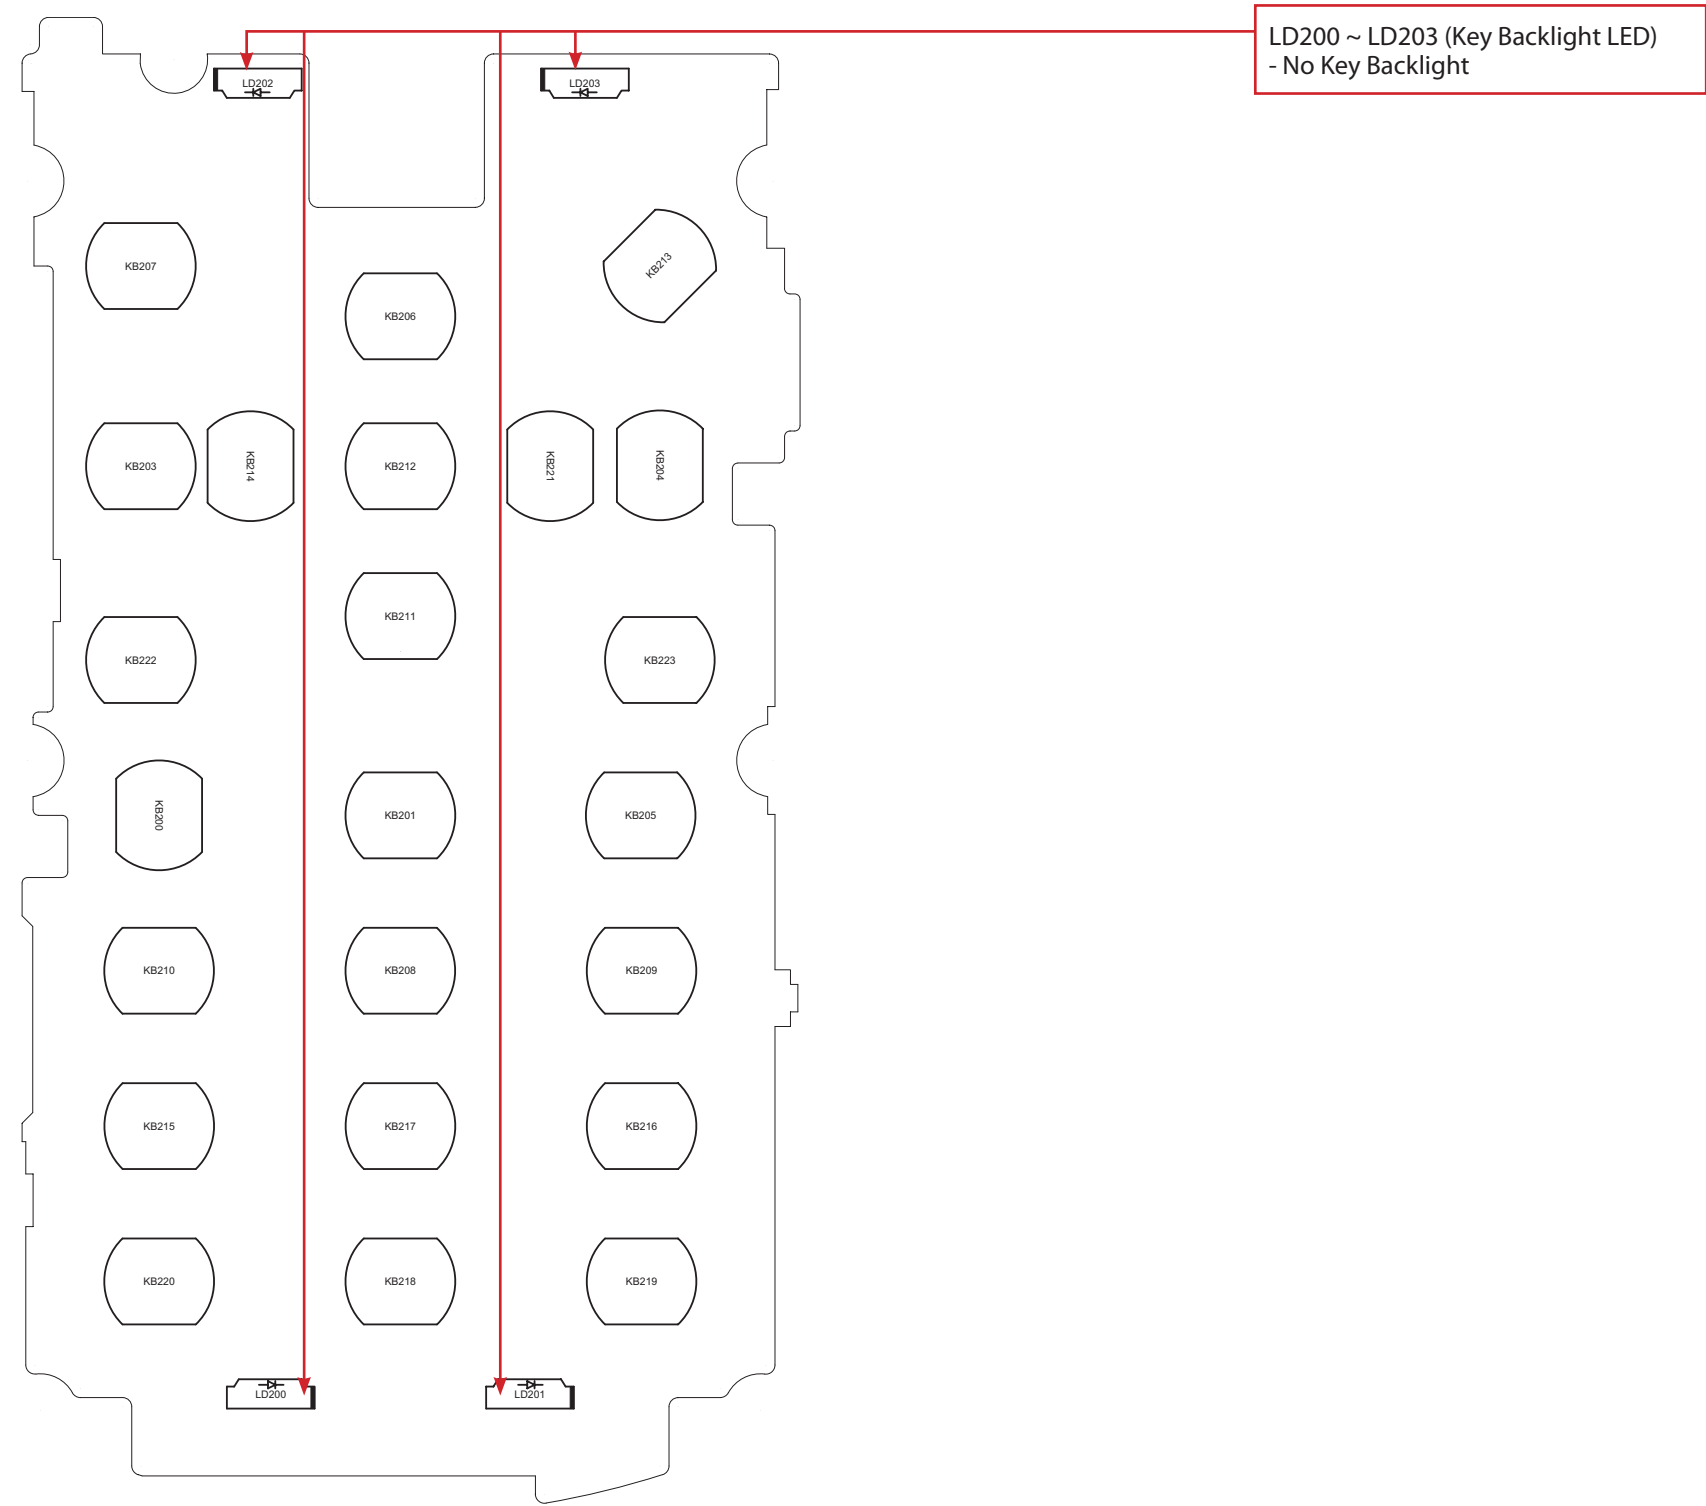 LD200 ~ LD203 (Key Backlight LED)
- No Key Backlight
LD202
LD203
KB207
KB213
KB206
KB203
KB214
KB212
KB221
KB204
KB211
KB222
KB223
KB200
KB201
KB205
KB210
KB208
KB209
KB215
KB217
KB216
KB220
KB218
KB219
LD200
LD201